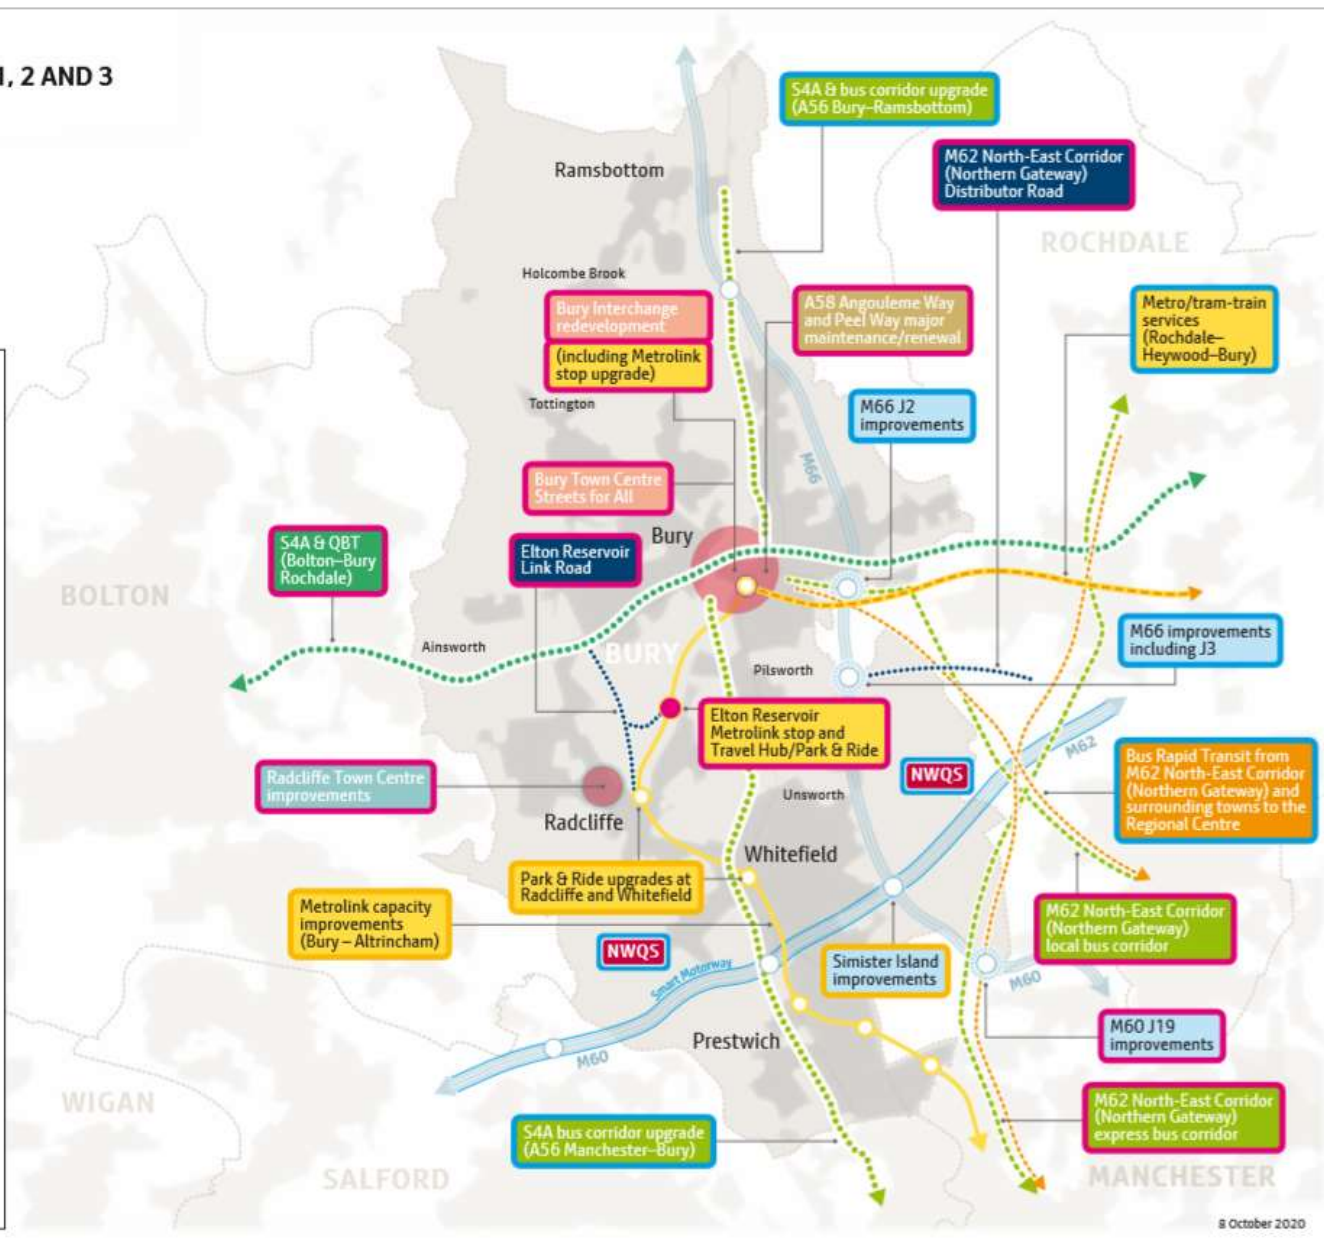 1, 2 AND 3
S4A & bus corridor upgrade
(A56 Bury–Ramsbottom)
M62 North-East Corridor
(Northern Gateway)
Distributor Road
Ramsbottom
ROCHDALE
Holcombe Brook
Bury Interchange
redevelopment
(including Metrolink
stop upgrade)
A58 Angouleme Way
and Peel Way major
maintenance/renewal
Metro/tram-train
services
(Rochdale–
Heywood–Bury)
Tottington
M66 J2
improvements
M66
Bury Town Centre
Streets for All
Bury
S4A & QBT
(Bolton–Bury
Rochdale)
Elton Reservoir
Link Road
BOLTON
Ainsworth
BURY
Pilsworth
M66 improvements
including J3
Elton Reservoir
Metrolink stop and
Travel Hub/Park & Ride
M62
NWQS
Radcliffe Town Centre
improvements
Unsworth
Bus Rapid Transit from
M62 North-East Corridor
(Northern Gateway) and
surrounding towns to the
Regional Centre
Radcliffe
Whitefield
Park & Ride upgrades at
Radcliffe and Whitefield
Metrolink capacity
improvements
(Bury – Altrincham)
M62 North-East Corridor
(Northern Gateway)
local bus corridor
NWQS
Smart Motorway
Simister Island
improvements
M60
M60 J19
improvements
Prestwich
M60
WIGAN
S4A bus corridor upgrade
(A56 Manchester–Bury)
M62 North-East Corridor
(Northern Gateway)
express bus corridor
SALFORD
MANCHESTER
8 October 2020